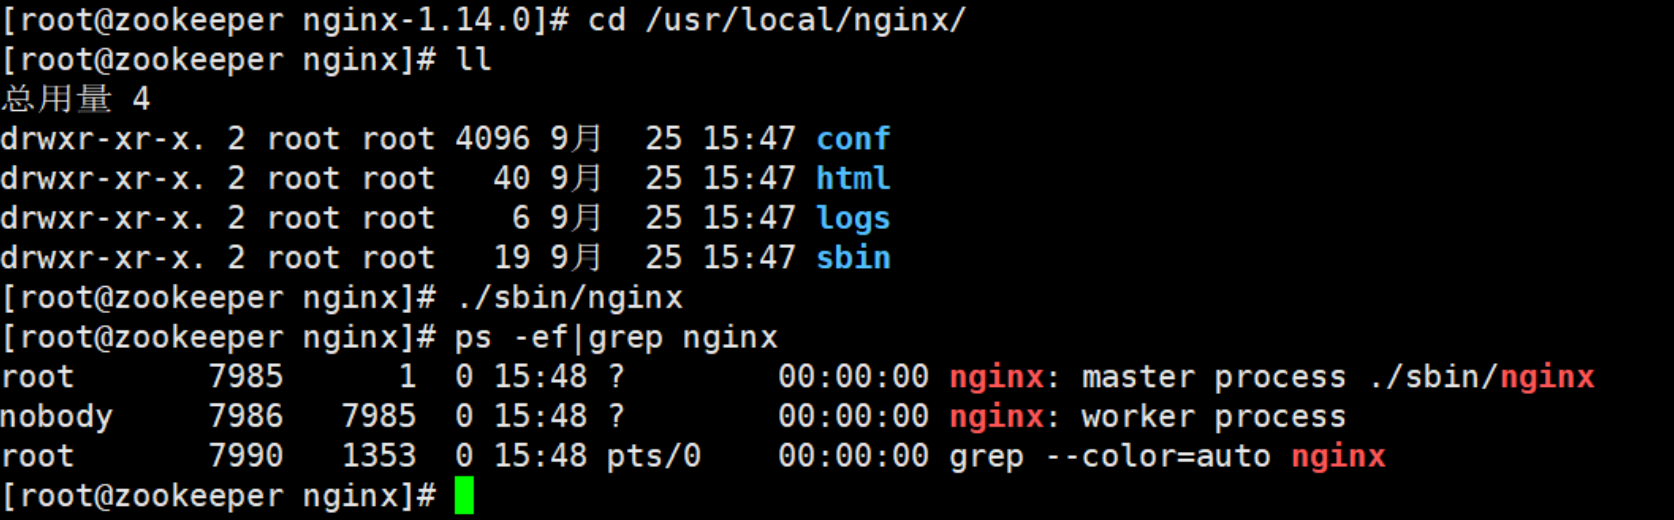 [root@zookeeper nginx-1.14.0]# cd /usr/local/nginx/
[root@zookeeper nginx]# ll
总用量 4
drwxr-xr-x. 2 root root 4096 9月  25 15:47 conf
drwxr-xr-x. 2 root root   40 9月  25 15:47 html
drwxr-xr-x. 2 root root    6 9月  25 15:47 logs
drwxr-xr-x. 2 root root   19 9月  25 15:47 sbin
[root@zookeeper nginx]# ./sbin/nginx
[root@zookeeper nginx]# ps -ef|grep nginx
root       7985      1  0 15:48 ?        00:00:00 nginx: master process ./sbin/nginx
nobody     7986   7985  0 15:48 ?        00:00:00 nginx: worker process
root       7990   1353  0 15:48 pts/0    00:00:00 grep --color=auto nginx
[root@zookeeper nginx]#